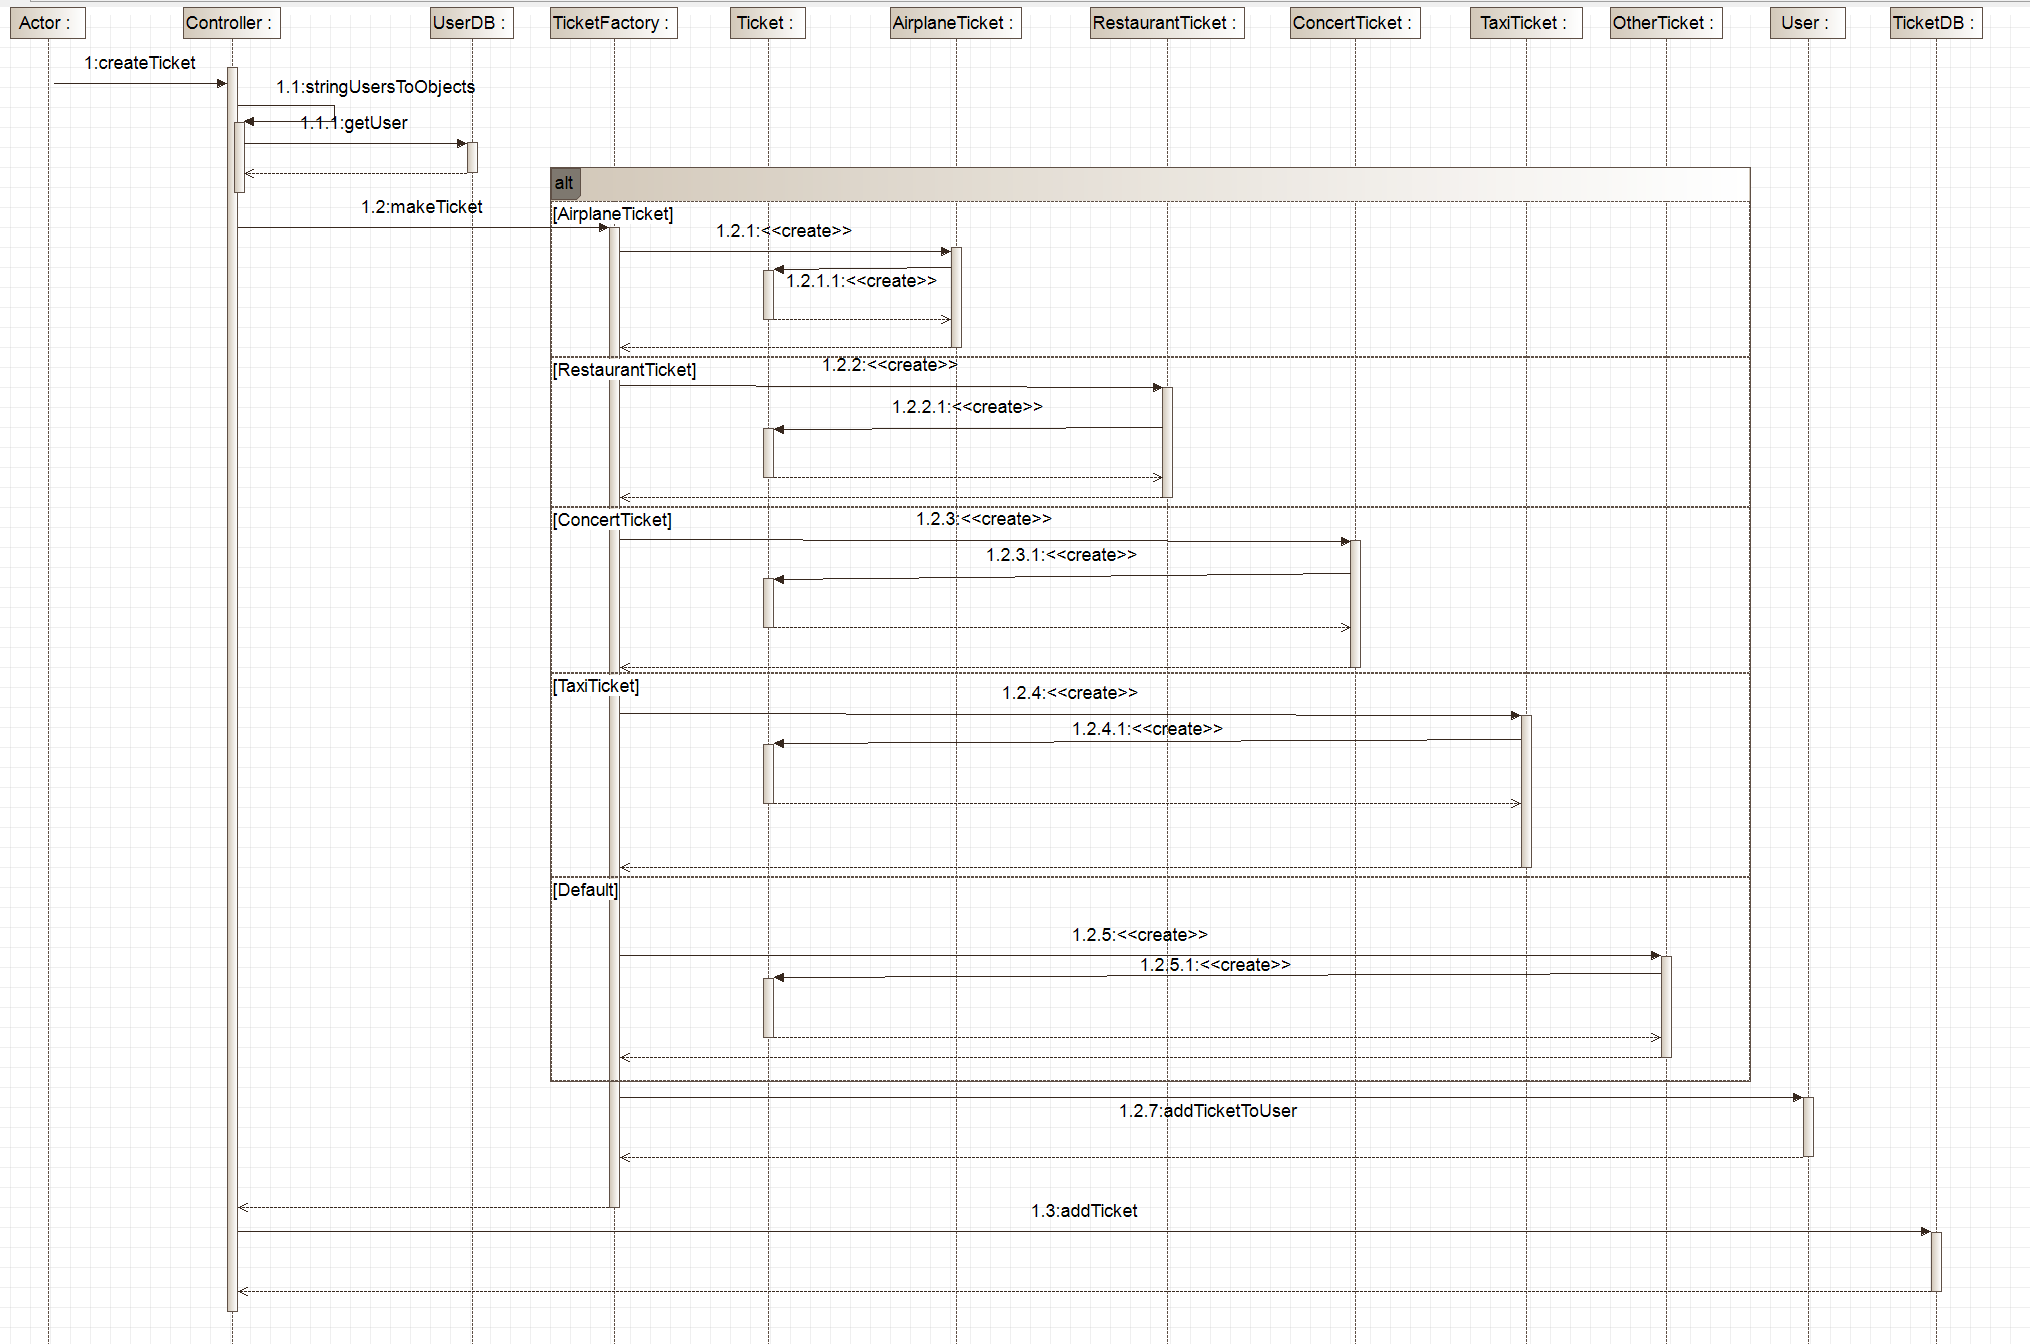 Actor :
Controller :
UserDB :
TicketFactory :
Ticket :
AirplaneTicket :
RestaurantTicket :
ConcertTicket :
TaxiTicket :
OtherTicket :
User :
TicketDB :
1:createTicket
1.1:stringUsersToObjects
1.1.1:getUser
alt
1.2:makeTicket
[AirplaneTicket]
1.2.1:<<create>>
1.2.1.1:<<create>>
[RestaurantTicket]
1.2.2:<<create>>
1.2.2.1:<<create>>
[ConcertTicket]
1.2.3:<<create>>
1.2.3.1:<<create>>
[TaxiTicket]
1.2.4:<<create>>
1.2.4.1:<<create>>
[Default]
1.2.5:<<create>>
1.2.5.1:<<create>>
1.2.7:addTicketToUser
1.3:addTicket